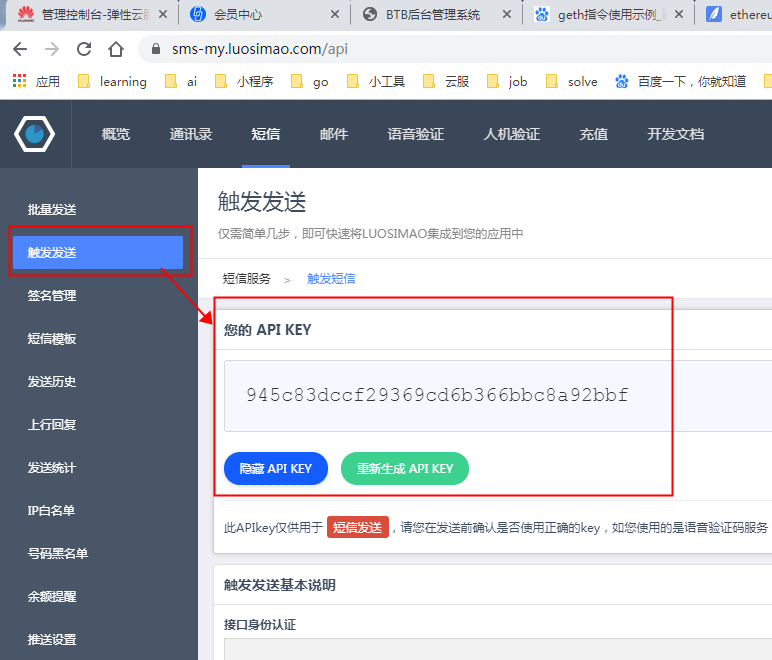 管理控制台-弹性云服
会员中心
BTB后台管理系统
geth指令使用示例_
ethereu
sms-my.luosimao.com/api
应用
learning
ai
小程序
go
小工具
云服
job
solve
百度一下，你就知道
概览
通讯录
短信
邮件
语音验证
人机验证
充值
开发文档
批量发送
触发发送
签名管理
短信模板
发送历史
上行回复
发送统计
IP白名单
号码黑名单
余额提醒
推送设置
触发发送
仅需简单几步，即可快速将LUOSIMAO集成到您的应用中
短信服务 > 触发短信
您的 API KEY
945c83dccf29369cd6b366bbc8a92bbf
隐藏 API KEY
重新生成 API KEY
此APIkey仅供用于 短信发送 ，请您在发送前确认是否使用正确的key，如您使用的是语音验证码服务
触发发送基本说明
接口身份认证